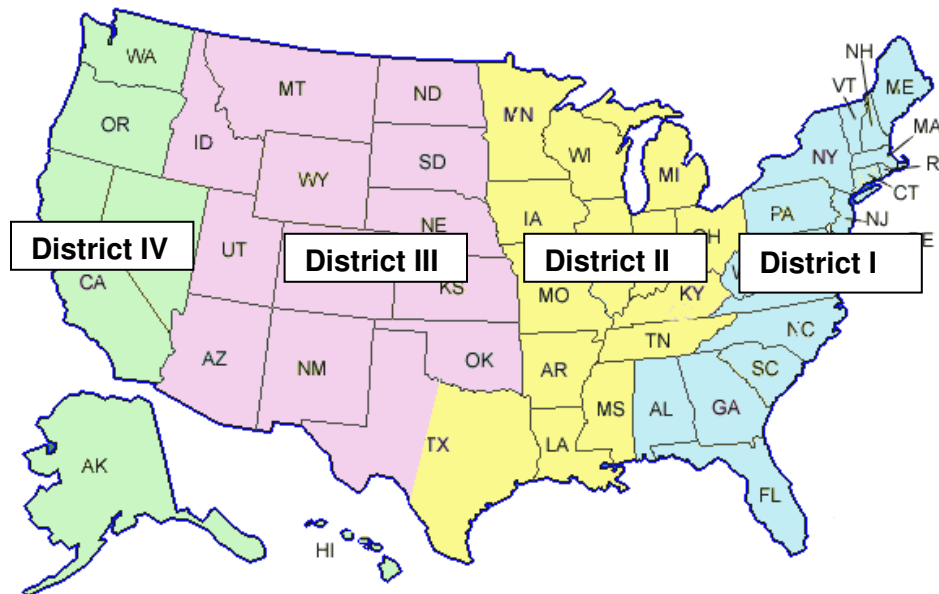 NH
WA
VT
ME
MT
ND
MN
OR
MA
ID
WI
NY
R
SD
MI
WY
CT
IA
PA
NJ
NE
OH
District IV
UT
District III
District II
District I
CA
KS
MO
KY
NC
TN
AZ
NM
OK
AR
SC
MS
AL
GA
TX
LA
AK
FL
HI